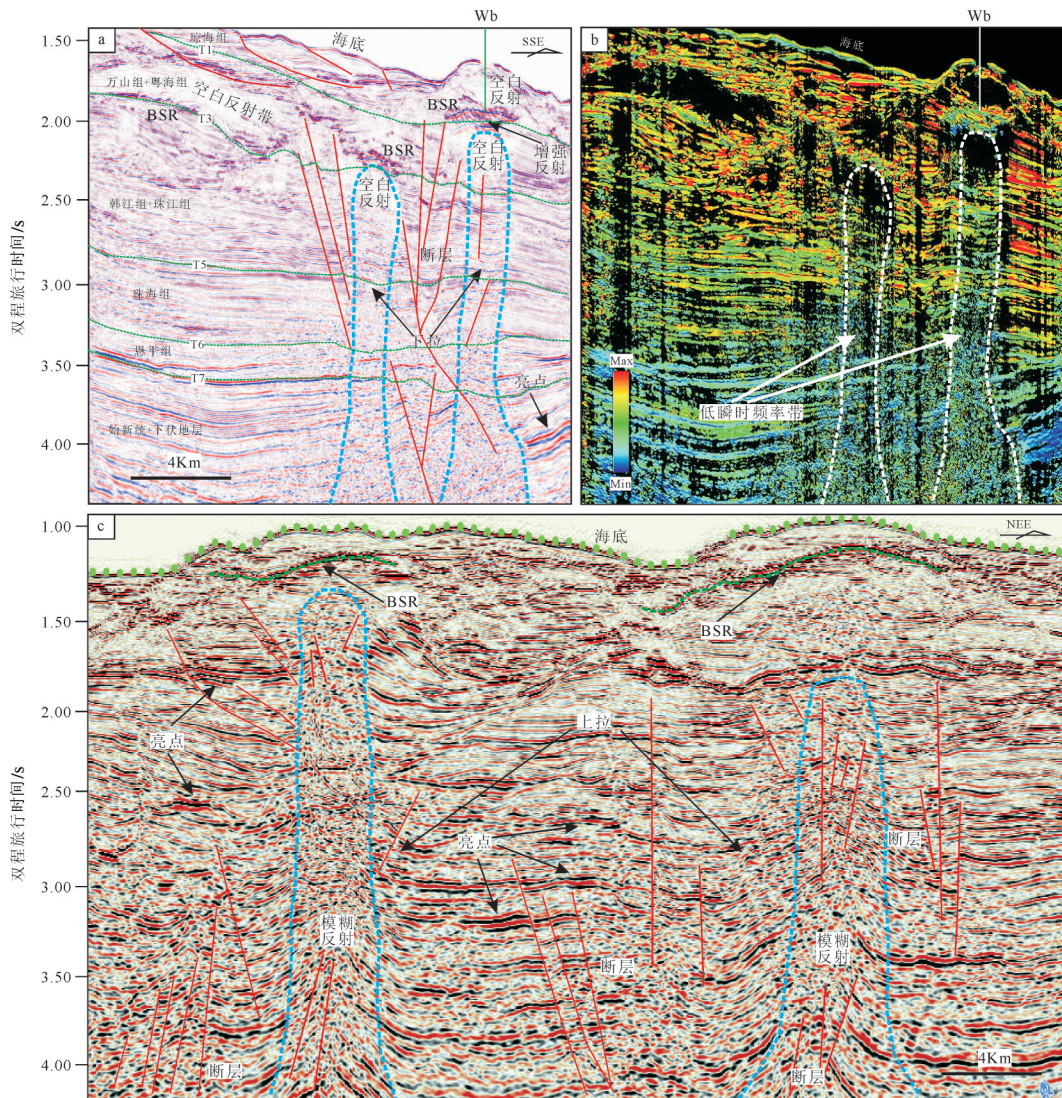 Wb
Wb
1.50
2.00
2.50
3.00
3.50
4.00
双程旅行时间/s
a
琼海组
T1
海底
SSE
万山组+粤海组
空白反射带
BSR
T3
BSR
空白
反射
BSR
增强
反射
空白
反射
空白
反射
韩江组+珠江组
断层
T5
珠海组
上拉
T6
恩平组
T7
亮点
始新统+下伏地层
4Km
b
海底
Max
Min
低瞬时频率带
c
1.00
1.50
2.00
2.50
3.00
3.50
4.00
双程旅行时间/s
海底
NEE
BSR
BSR
亮点
上拉
亮点
断层
模糊
反射
模糊
反射
断层
断层
断层
4Km